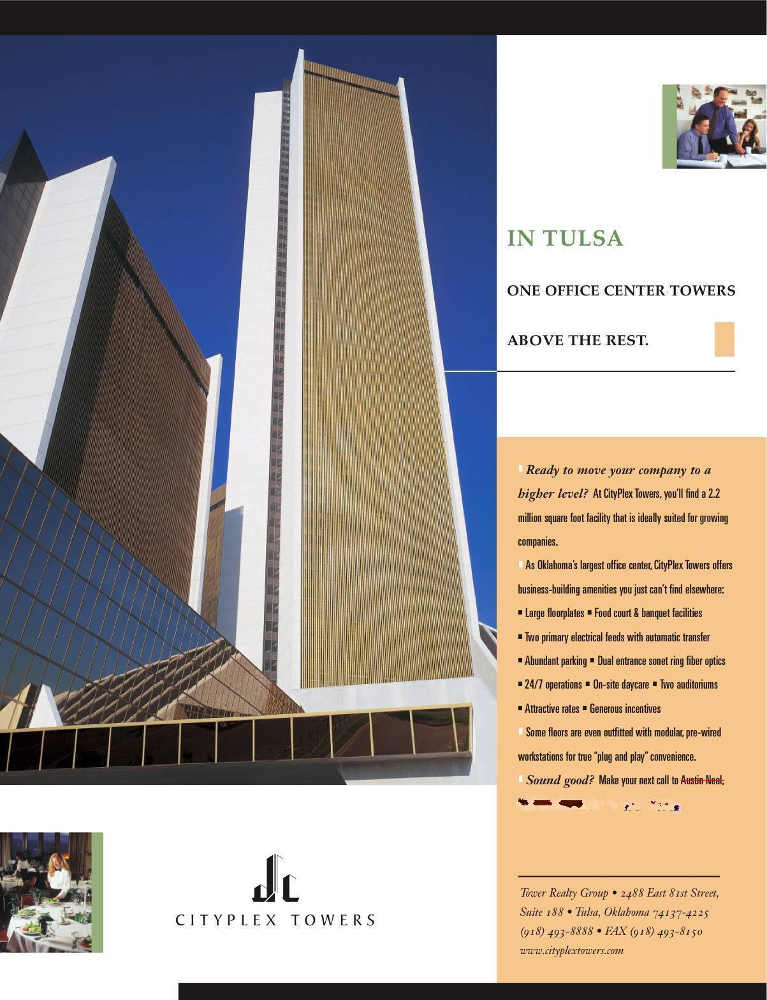 IN TULSA
ONE OFFICE CENTER TOWERS
ABOVE THE REST.
Ready to move your company to a
higher level? At CityPlex Towers, you'll find a 2.2
million square foot facility that is ideally suited for growing
companies.
As Oklahoma's largest office center, CityPlex Towers offers
business-building amenities you just can't find elsewhere:
▪ Large floorplates ▪ Food court & banquet facilities
▪ Two primary electrical feeds with automatic transfer
▪ Abundant parking ▪ Dual entrance sonet ring fiber optics
▪ 24/7 operations ▪ On-site daycare ▪ Two auditoriums
▪ Attractive rates ▪ Generous incentives
Some floors are even outfitted with modular, pre-wired
workstations for true “plug and play” convenience.
Sound good? Make your next call to Austin Neal,
CITYPLEX TOWERS
Tower Realty Group • 2488 East 81st Street,
Suite 188 • Tulsa, Oklahoma 74137-4225
(918) 493-8888 • FAX (918) 493-8150
www.cityplextowers.com